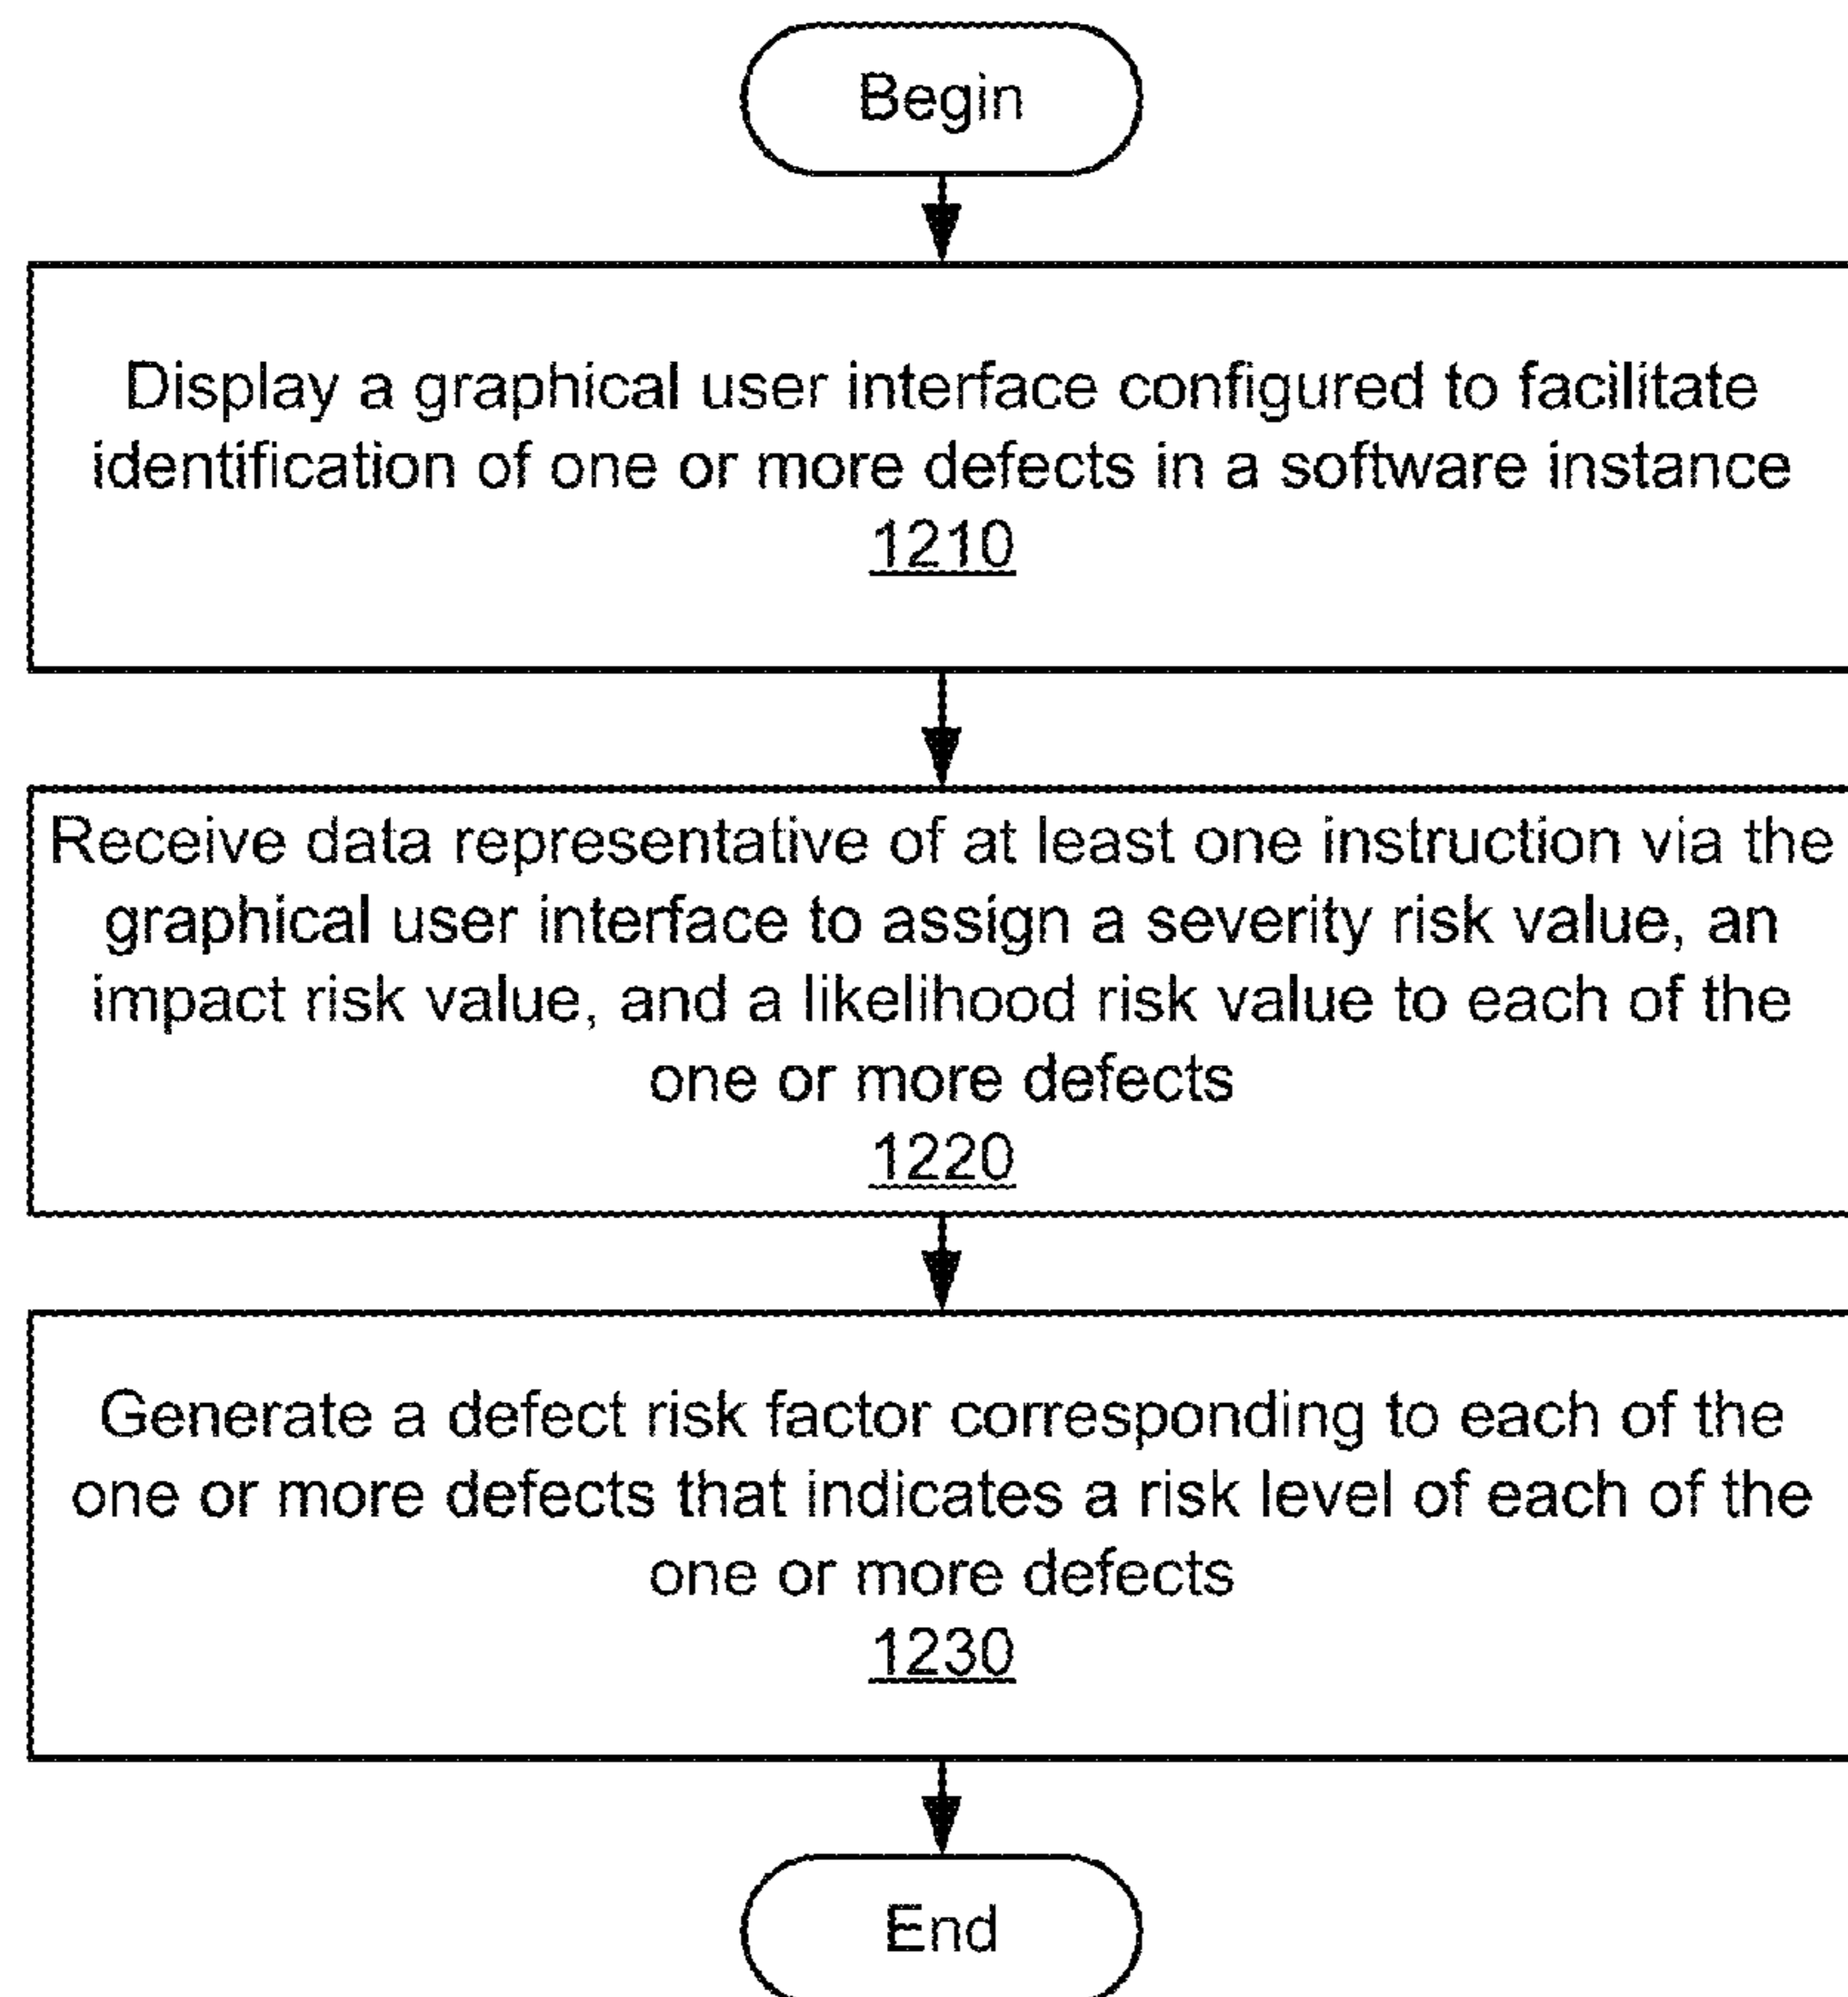 Begin
Display a graphical user interface configured to facilitate
identification of one or more defects in a software instance
1210
Receive data representative of at least one instruction via the
graphical user interface to assign a severity risk value, an
impact risk value, and a likelihood risk value to each of the
one or more defects
1220
Generate a defect risk factor corresponding to each of the
one or more defects that indicates a risk level of each of the
one or more defects
1230
End